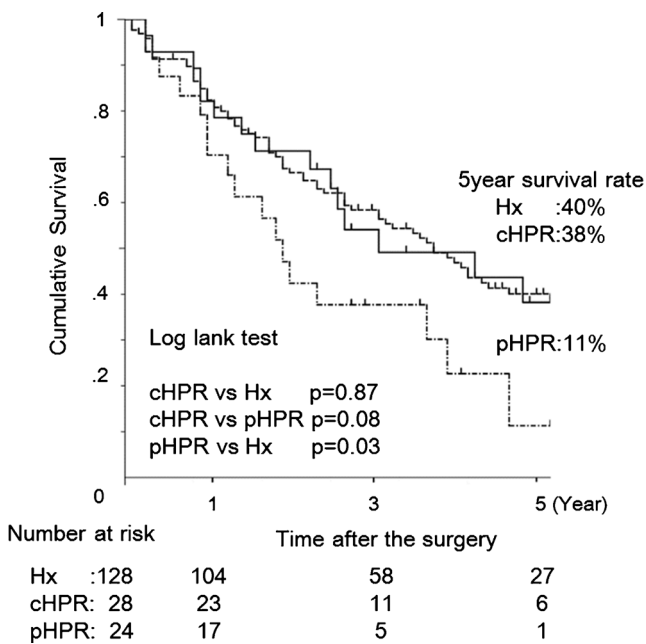 1
.8
.6
.4
.2
0
Cumulative Survival
5year survival rate
Hx :40%
cHPR:38%
pHPR:11%
Log lank test
cHPR vs Hx p=0.87
cHPR vs pHPR p=0.08
pHPR vs Hx p=0.03
1 3 5 (Year)
Number at risk
Time after the surgery
Hx :128 104 58 27
cHPR: 28 23 11 6
pHPR: 24 17 5 1